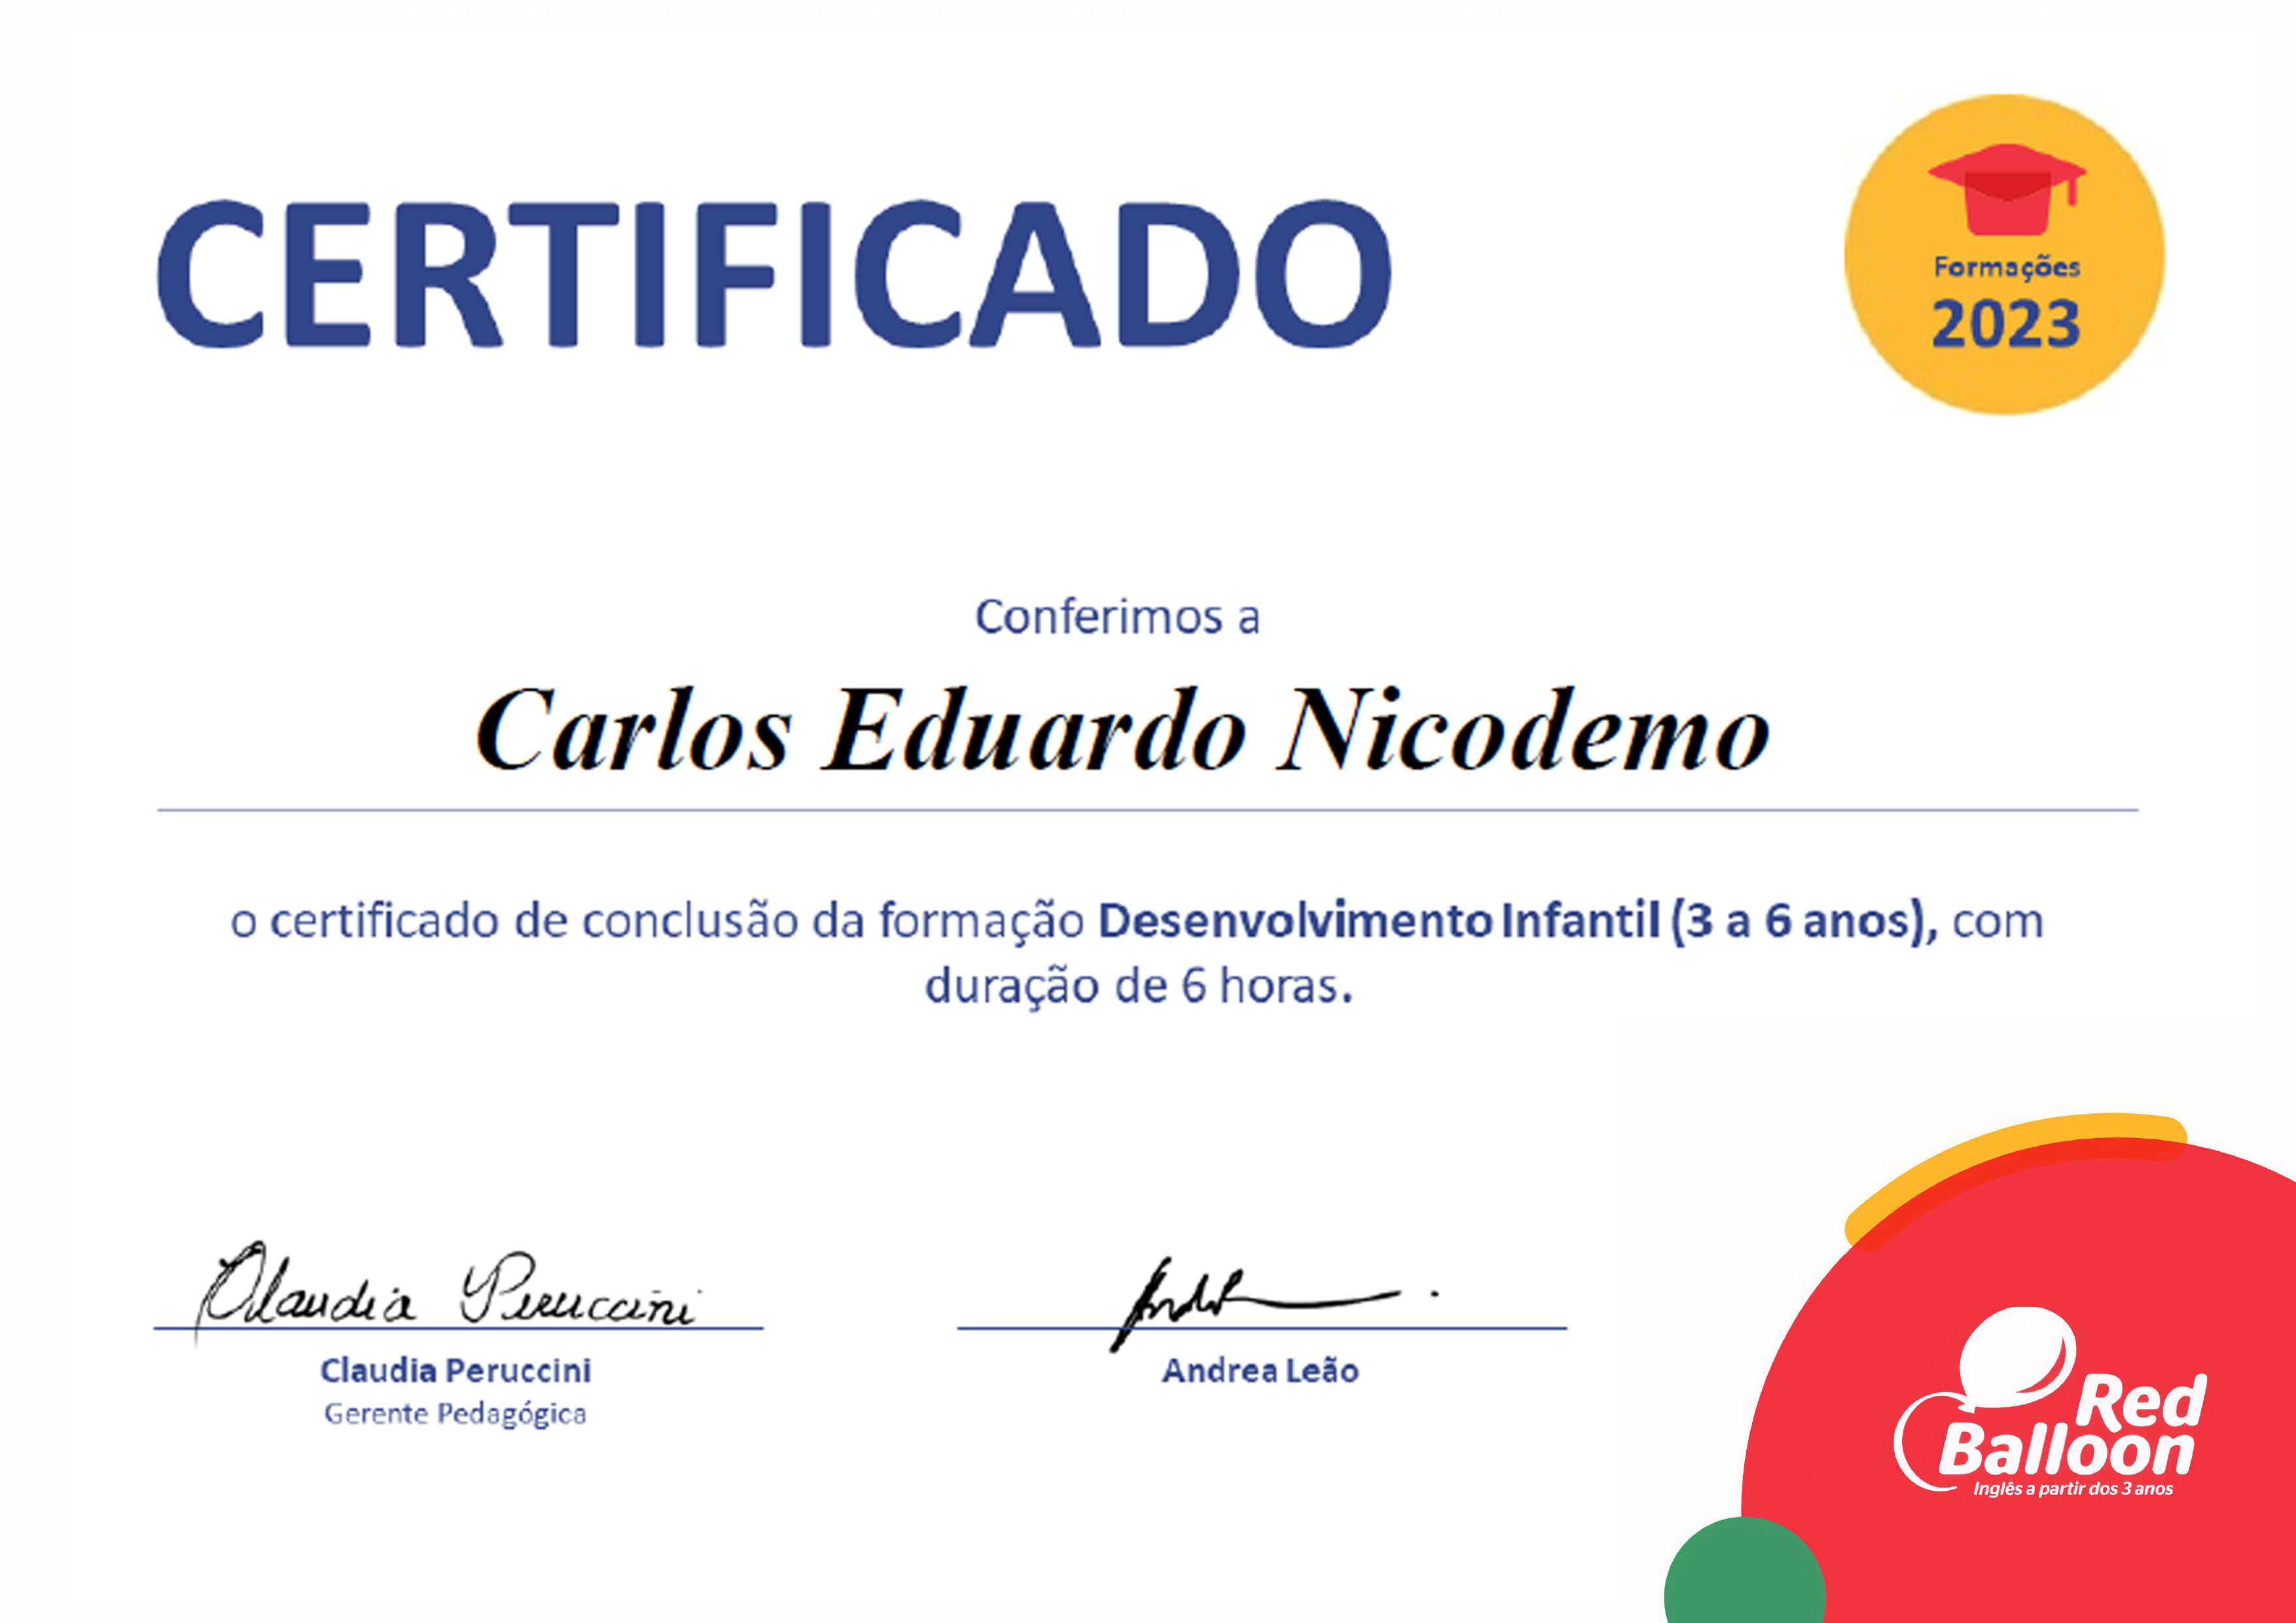 CERTIFICADO
Formações
2023
Conferimos a
Carlos Eduardo Nicodemo
o certificado de conclusão da formação Desenvolvimento Infantil (3 a 6 anos), com
duração de 6 horas.
Claudia Peruccini
Claudia Peruccini
Gerente Pedagógica
Andrea Leão
Red
Balloon
Inglês a partir dos 3 anos